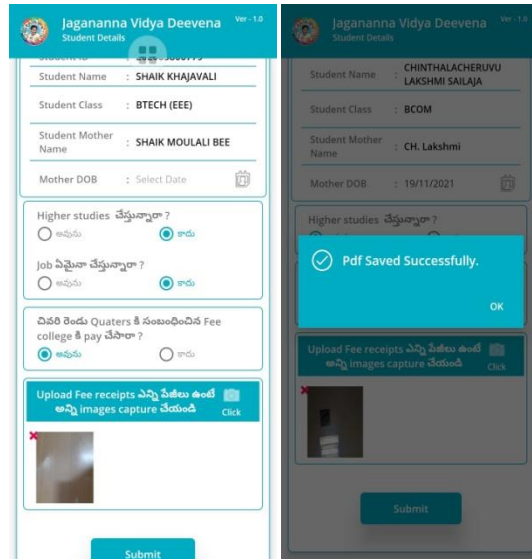 Jagananna Vidya Deevena
Ver - 1.0
Student Details
Student Name : SHAIK KHAJAVALI
Student Class : BTECH (EEE)
Student Mother Name : SHAIK MOULALI BEE
Mother DOB : Select Date
Higher studies చేస్తున్నారా ?
అవును
కాదు
Job ఏమైనా చేస్తున్నారా ?
అవును
కాదు
చివరి రెండు Quaters కి సంబంధించిన Fee
college కి pay చేసారా ?
అవును
కాదు
Upload Fee receipts ఎన్ని పేజీలు ఉంటే
అన్ని images capture చేయండి
Click
Submit
Jagananna Vidya Deevena
Ver - 1.0
Student Details
Student Name : CHINTHALACHERUVU
LAKSHMI SAILAJA
Student Class : BCOM
Student Mother Name : CH. Lakshmi
Mother DOB : 19/11/2021
Higher studies చేస్తున్నారా ?
Pdf Saved Successfully.
OK
Upload Fee receipts ఎన్ని పేజీలు ఉంటే
అన్ని images capture చేయండి
Click
Submit